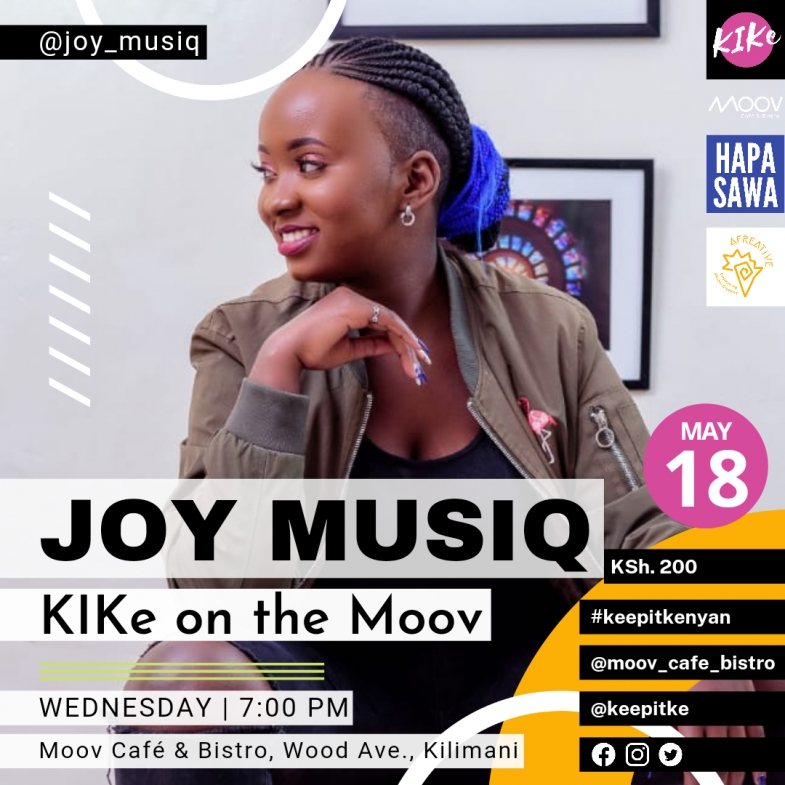 @joy_musiq
KIKe
MOOV
HAPA
SAWA
AFREATIVE
MAY
18
JOY MUSIQ
KSh. 200
KIKe on the Moov
#keepitkenyan
@moov_cafe_bistro
WEDNESDAY | 7:00 PM
@keepitke
Moov Café & Bistro, Wood Ave., Kilimani